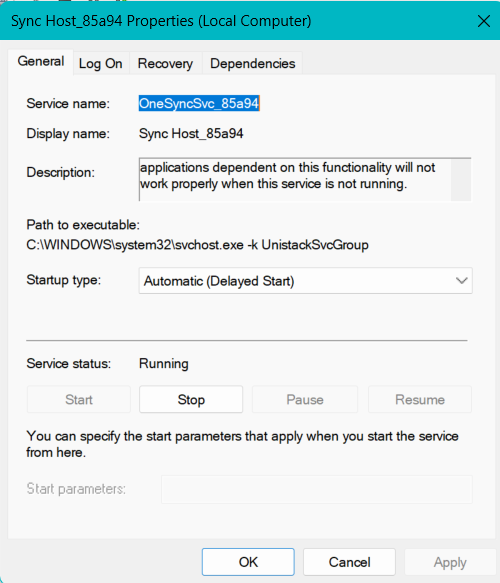 Sync Host_85a94 Properties (Local Computer)
General Log On Recovery Dependencies
Service name: OneSyncSvc_85a94
Display name: Sync Host_85a94
Description: applications dependent on this functionality will not
work properly when this service is not running.
Path to executable:
C:\WINDOWS\system32\svchost.exe -k UnistackSvcGroup
Startup type: Automatic (Delayed Start)
Service status: Running
Start Stop Pause Resume
You can specify the start parameters that apply when you start the service
from here.
Start parameters:
OK Cancel Apply